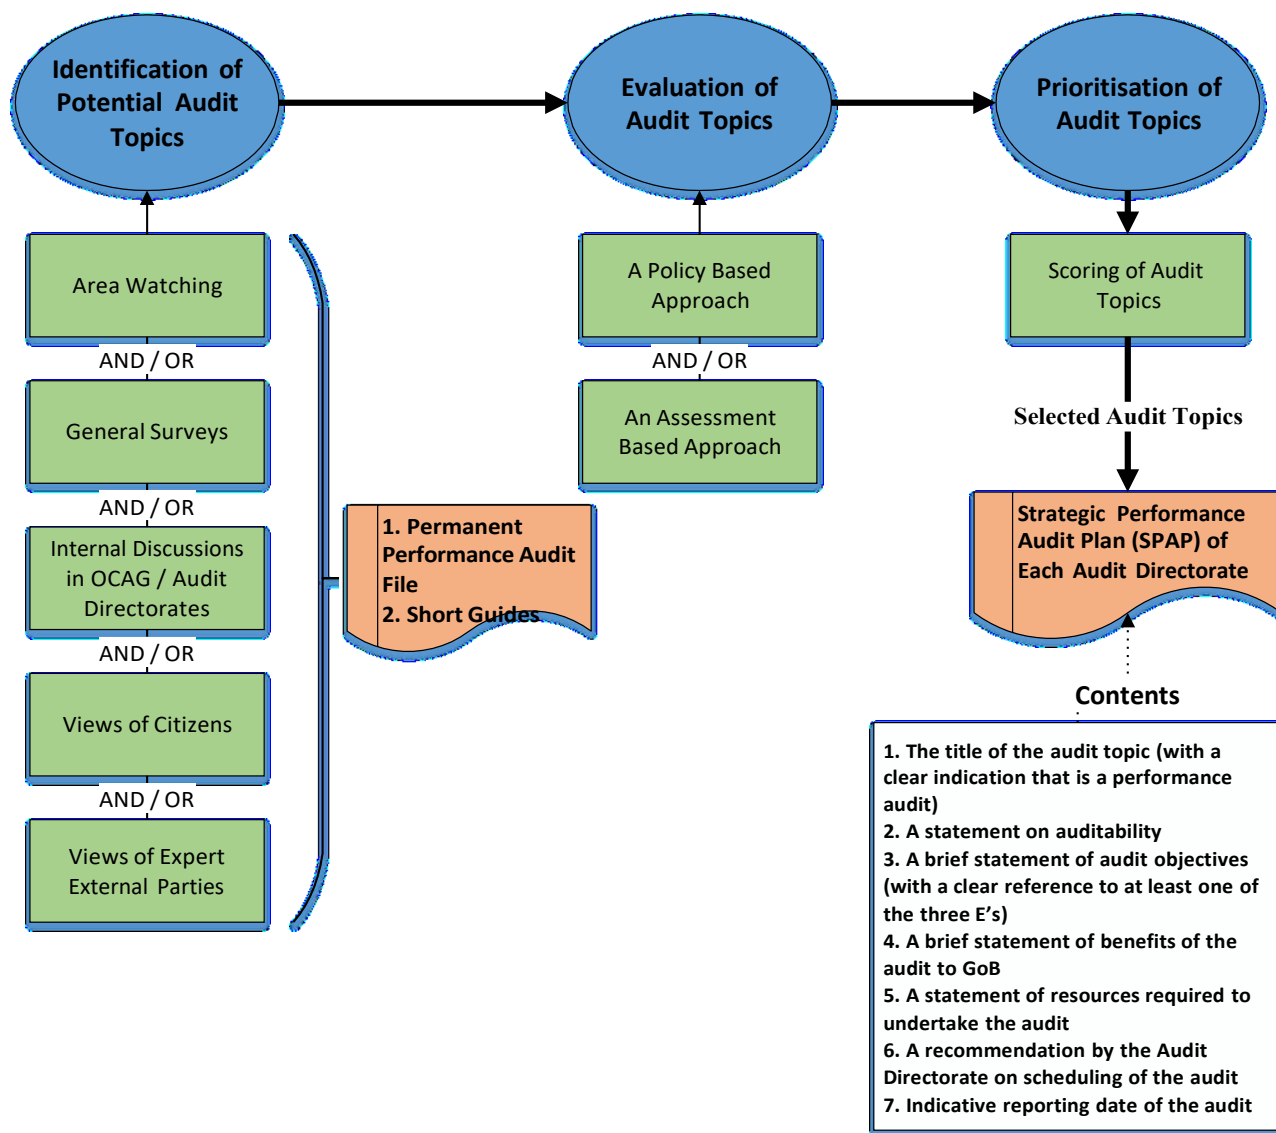 Identification of
Potential Audit
Topics
Evaluation of
Audit Topics
Prioritisation of
Audit Topics
Area Watching
AND / OR
General Surveys
AND / OR
Internal Discussions
in OCAG / Audit
Directorates
AND / OR
Views of Citizens
AND / OR
Views of Expert
External Parties
1. Permanent
Performance Audit
File
2. Short Guides
A Policy Based
Approach
AND / OR
An Assessment
Based Approach
Scoring of Audit
Topics
Selected Audit Topics
Strategic Performance
Audit Plan (SPAP) of
Each Audit Directorate
Contents
1. The title of the audit topic (with a
clear indication that is a performance
audit)
2. A statement on auditability
3. A brief statement of audit objectives
(with a clear reference to at least one of
the three E’s)
4. A brief statement of benefits of the
audit to GoB
5. A statement of resources required to
undertake the audit
6. A recommendation by the Audit
Directorate on scheduling of the audit
7. Indicative reporting date of the audit